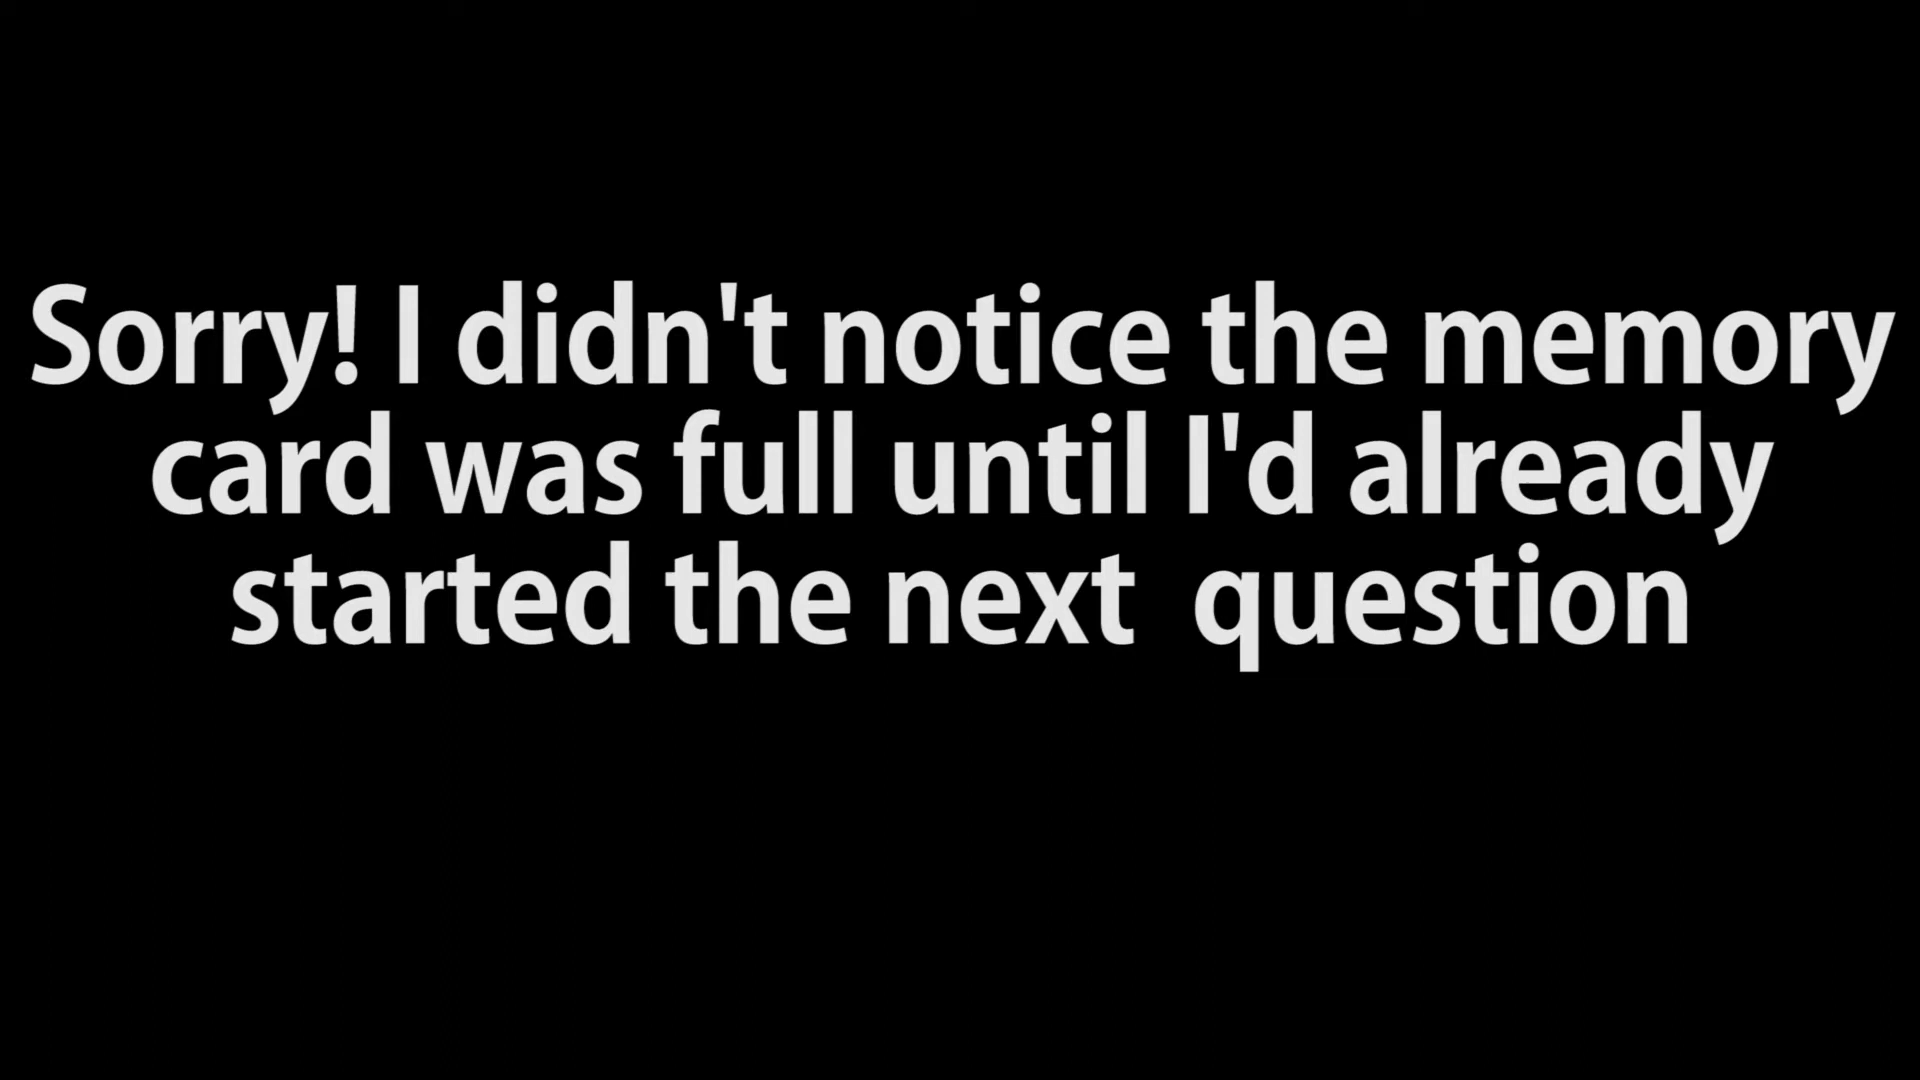 Sorry! I didn't notice the memory
card was full until I'd already
started the next  question